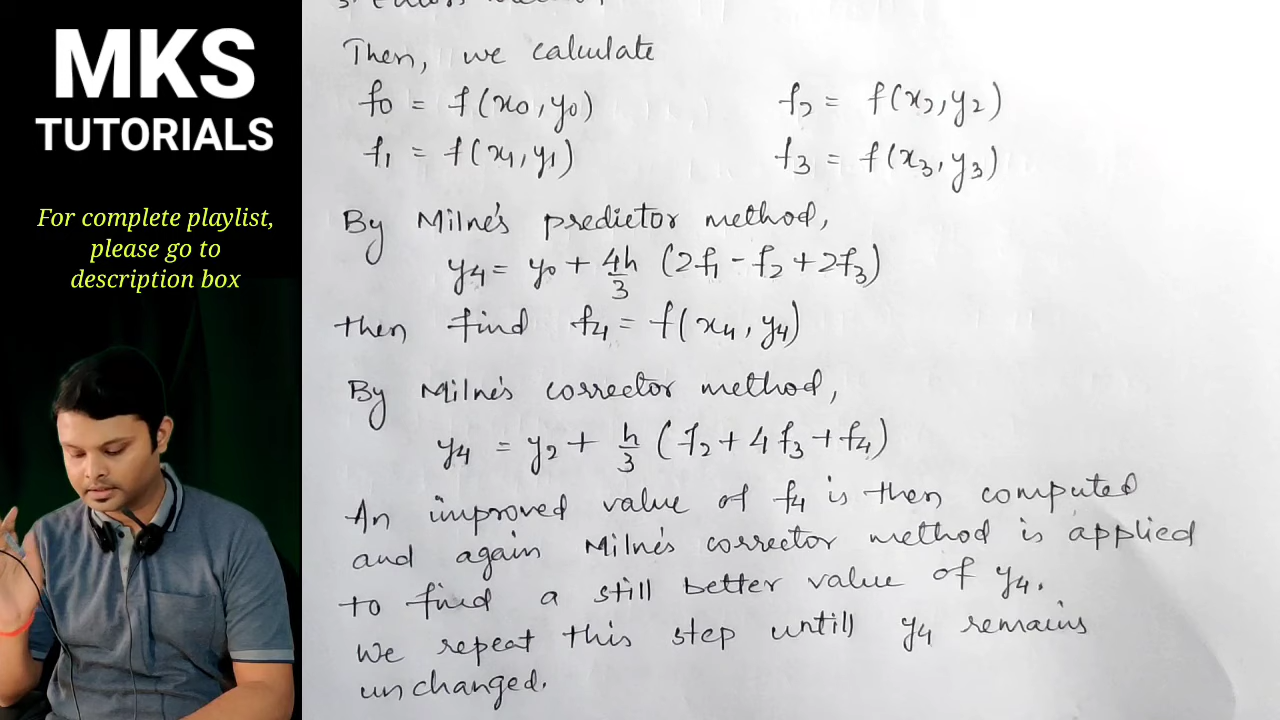 MKS
TUTORIALS
For complete playlist,
please go to
description box
Then, we calculate
f0 = f(x0, y0)
f2 = f(x2, y2)
f1 = f(x1, y1)
f3 = f(x3, y3)
By Milne's predictor method,
y4 = y0 + 4h/3 (2f1 - f2 + 2f3)
then find f4 = f(x4, y4)
By Milne's corrector method,
y4 = y2 + h/3 (f2 + 4f3 + f4)
An improved value of f4 is then computed
and again Milne's corrector method is applied
to find a still better value of y4.
We repeat this step untill y4 remains
unchanged.